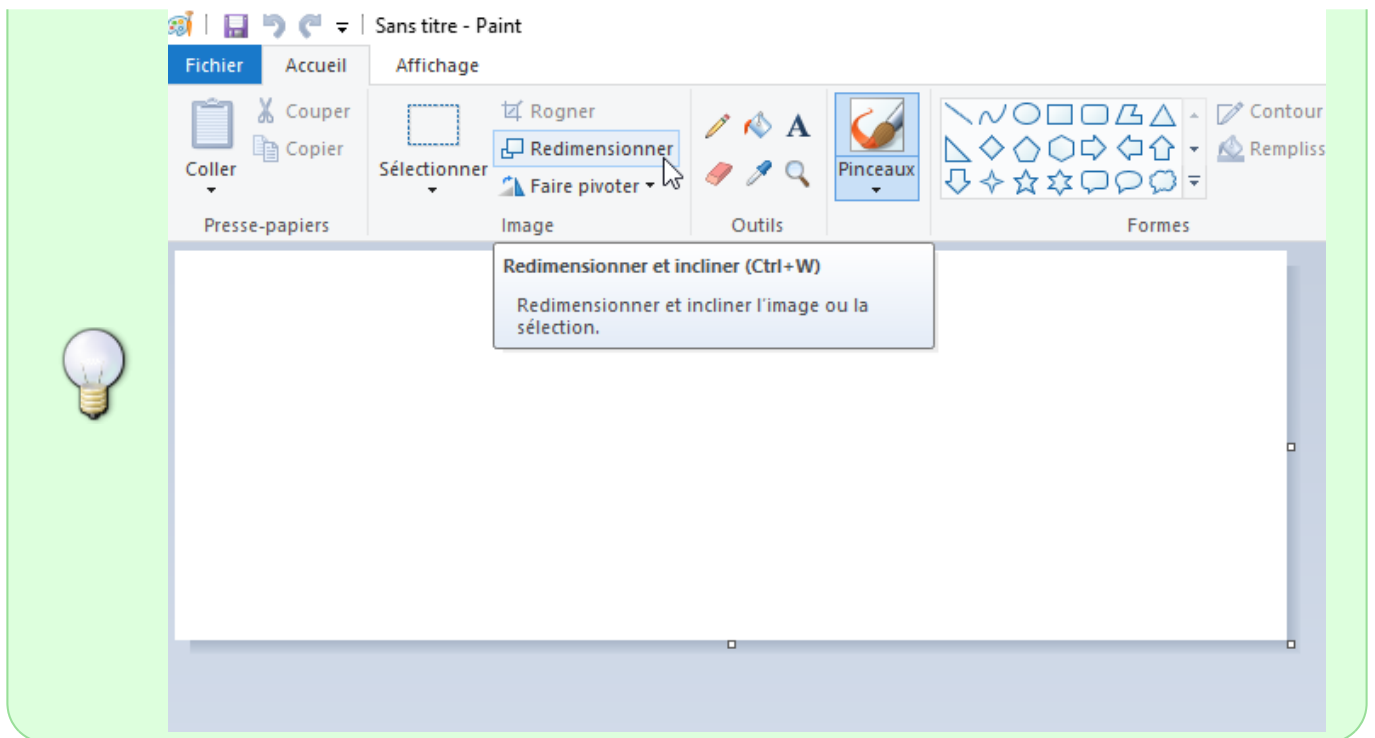 Sans titre - Paint
Fichier Accueil Affichage
Coller
Couper
Copier
Presse-papiers
Sélectionner
Rogner
Redimensionner
Faire pivoter
Image
A
Outils
Pinceaux
Contour
Rempliss
Formes
Redimensionner et incliner (Ctrl+W)
Redimensionner et incliner l'image ou la
sélection.